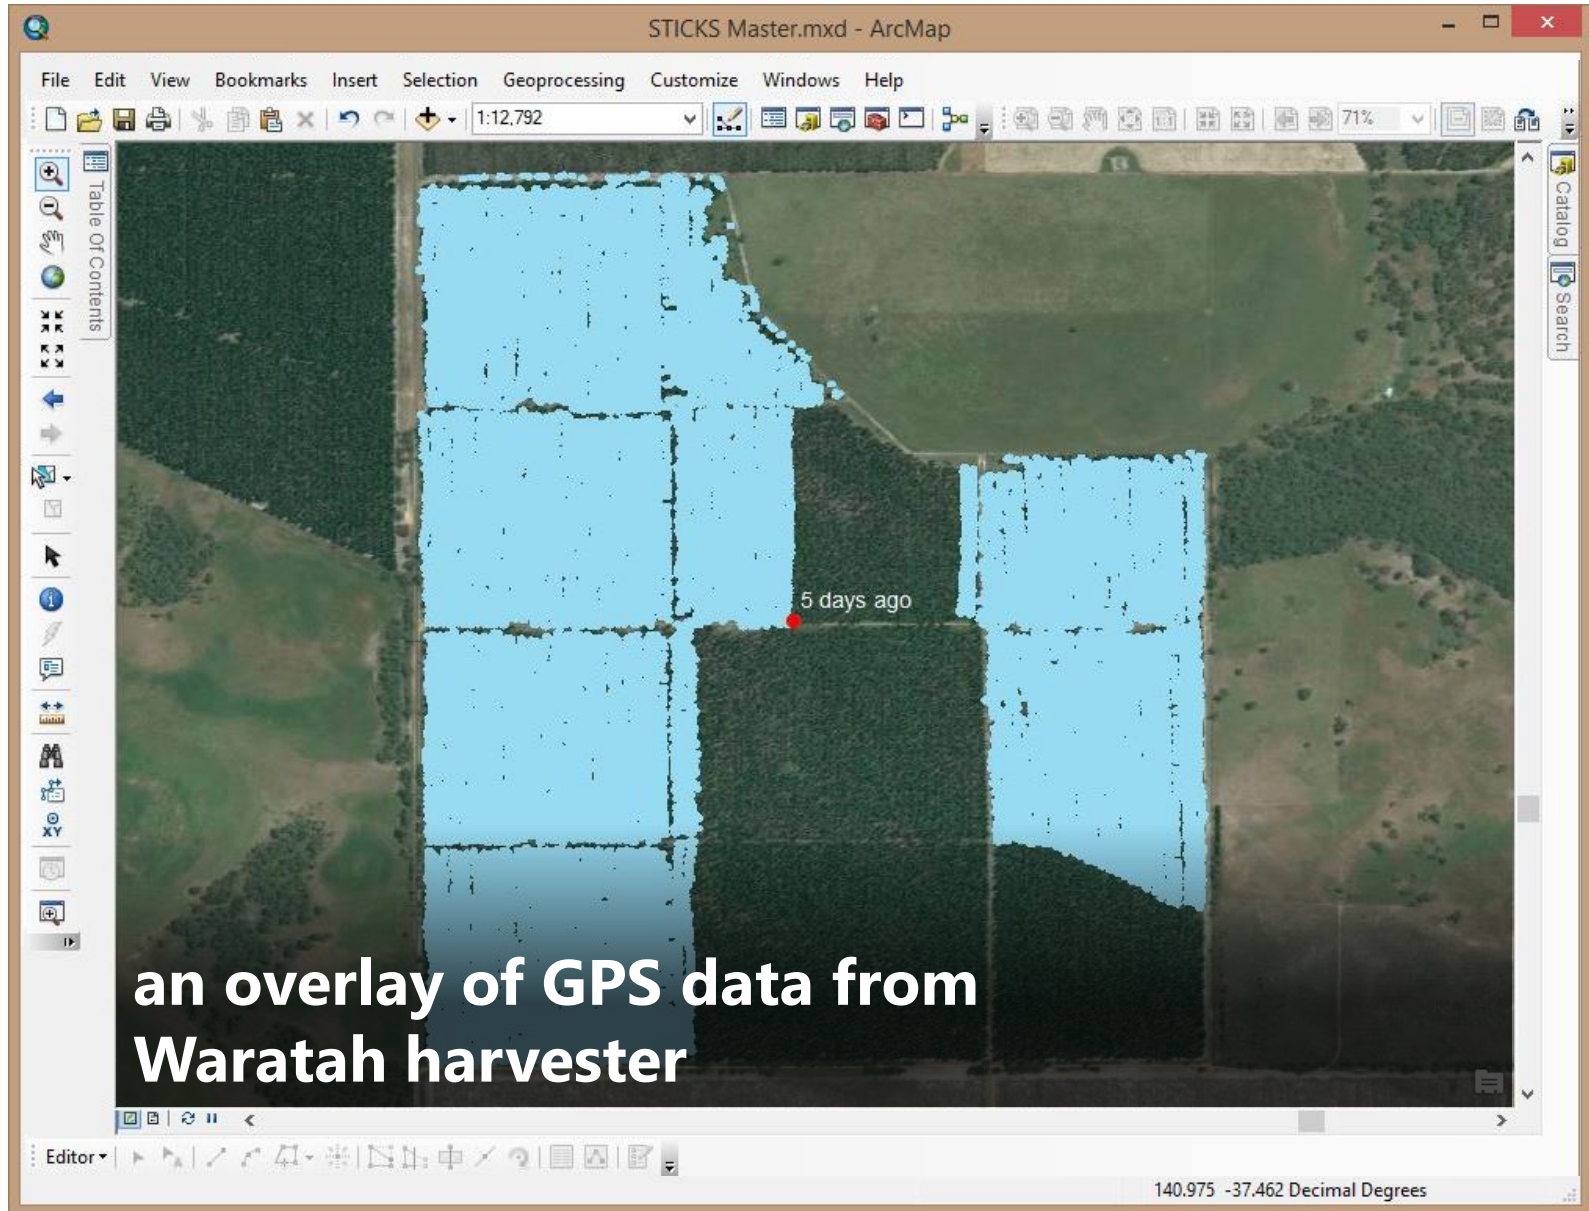 STICKS Master.mxd - ArcMap
File Edit View Bookmarks Insert Selection Geoprocessing Customize Windows Help
1:12,792
71%
Table Of Contents
Catalog
Search
5 days ago
XY
an overlay of GPS data from
Waratah harvester
Editor
140.975 -37.462 Decimal Degrees